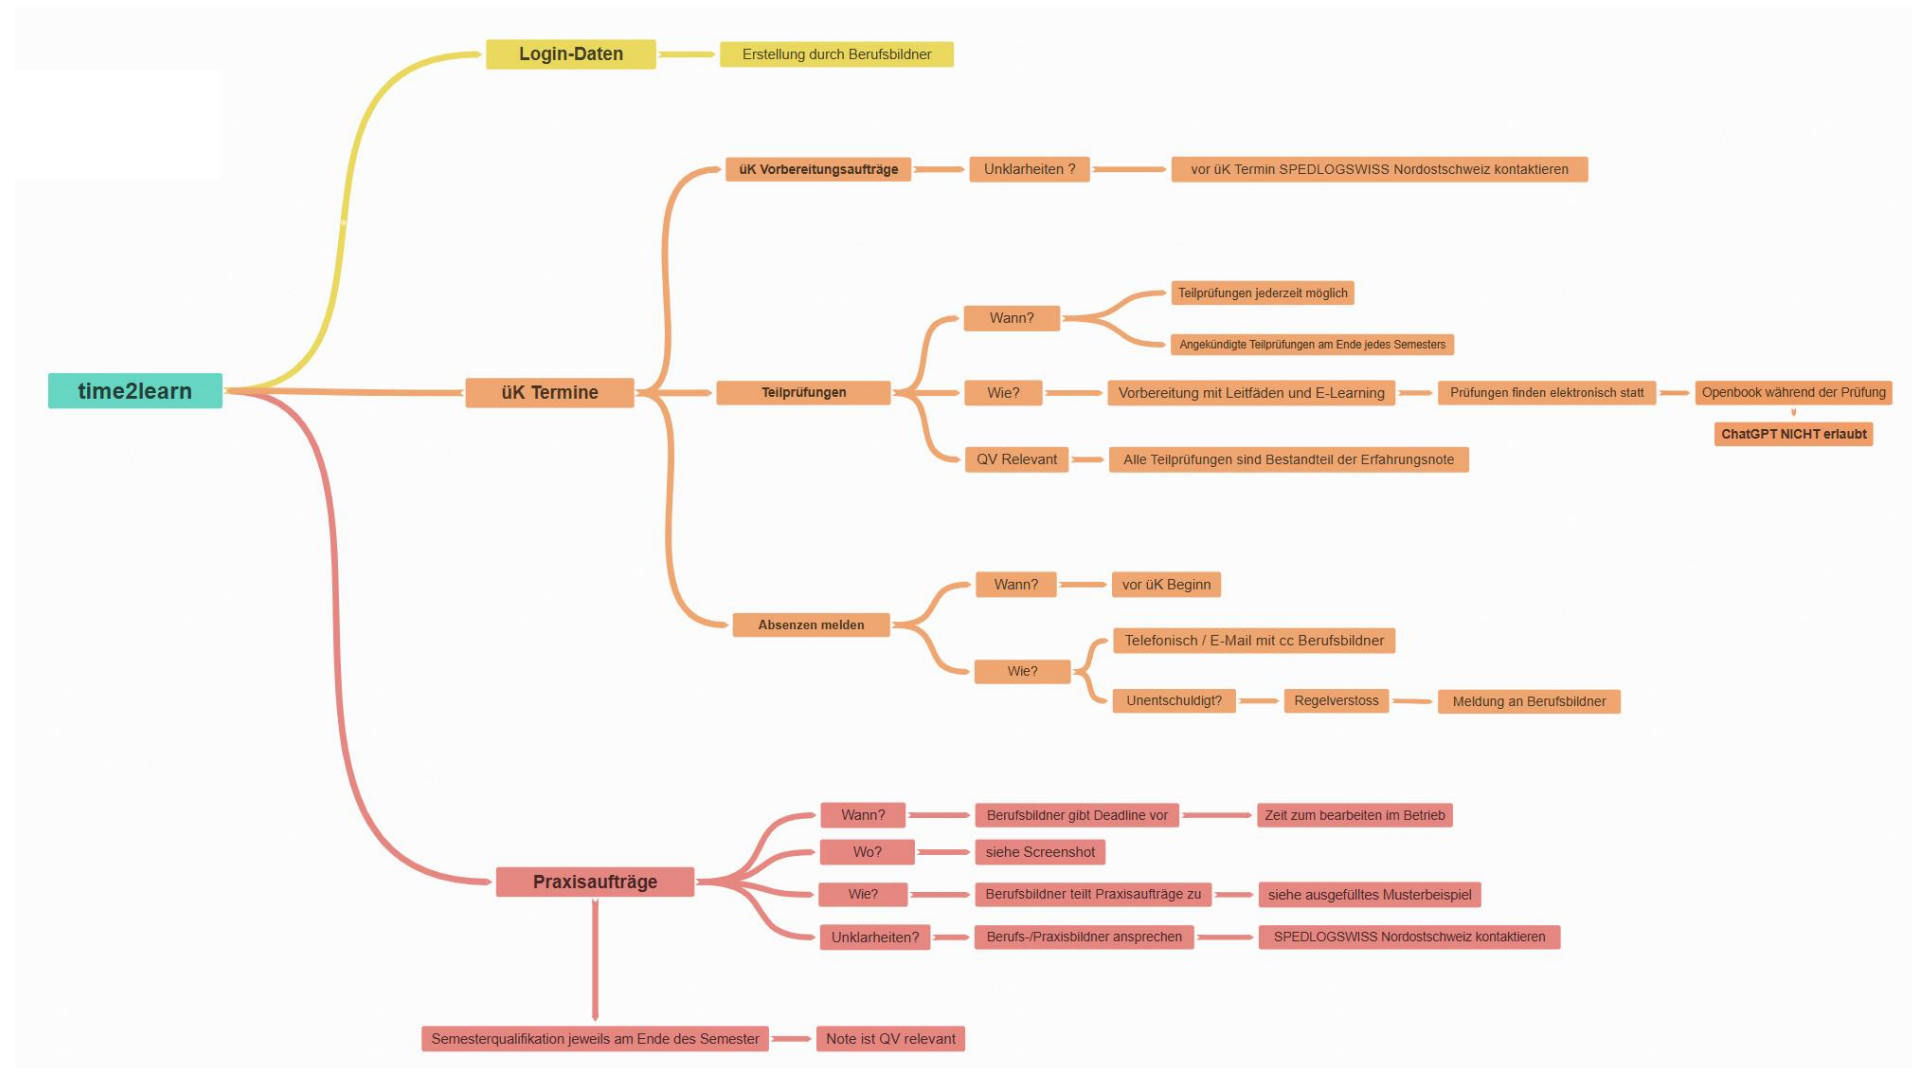 Login-Daten
Erstellung durch Berufsbildner
üK Vorbereitungsaufträge
Unklarheiten ?
vor üK Termin SPEDLOGSWISS Nordostschweiz kontaktieren
Teilprüfungen jederzeit möglich
Wann?
Angekündigte Teilprüfungen am Ende jedes Semesters
time2learn
üK Termine
Teilprüfungen
Wie?
Vorbereitung mit Leitfäden und E-Learning
Prüfungen finden elektronisch statt
Openbook während der Prüfung
ChatGPT NICHT erlaubt
QV Relevant
Alle Teilprüfungen sind Bestandteil der Erfahrungsnote
Wann?
vor üK Beginn
Absenzen melden
Telefonisch / E-Mail mit cc Berufsbildner
Wie?
Unentschuldigt?
Regelverstoss
Meldung an Berufsbildner
Wann?
Berufsbildner gibt Deadline vor
Zeit zum bearbeiten im Betrieb
Wo?
siehe Screenshot
Praxisaufträge
Wie?
Berufsbildner teilt Praxisaufträge zu
siehe ausgefülltes Musterbeispiel
Unklarheiten?
Berufs-/Praxisbildner ansprechen
SPEDLOGSWISS Nordostschweiz kontaktieren
Semesterqualifikation jeweils am Ende des Semester
Note ist QV relevant